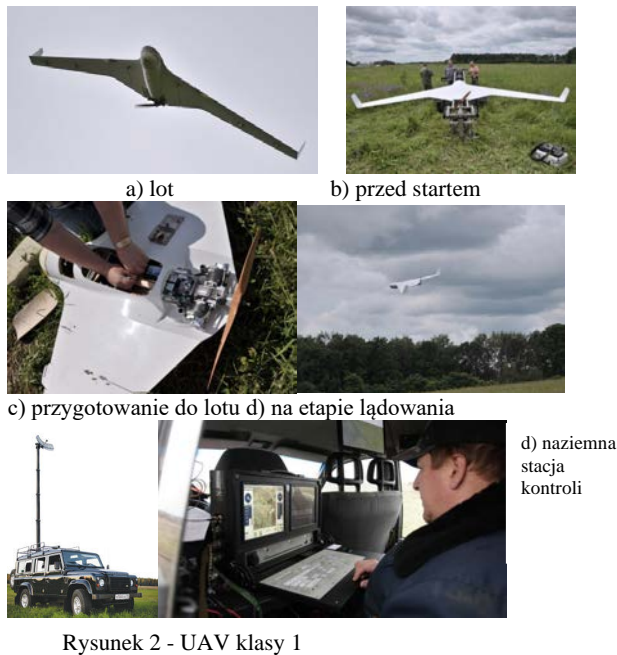 a) lot b) przed startem
c) przygotowanie do lotu d) na etapie lądowania
d) naziemna
stacja
kontroli
Rysunek 2 - UAV klasy 1